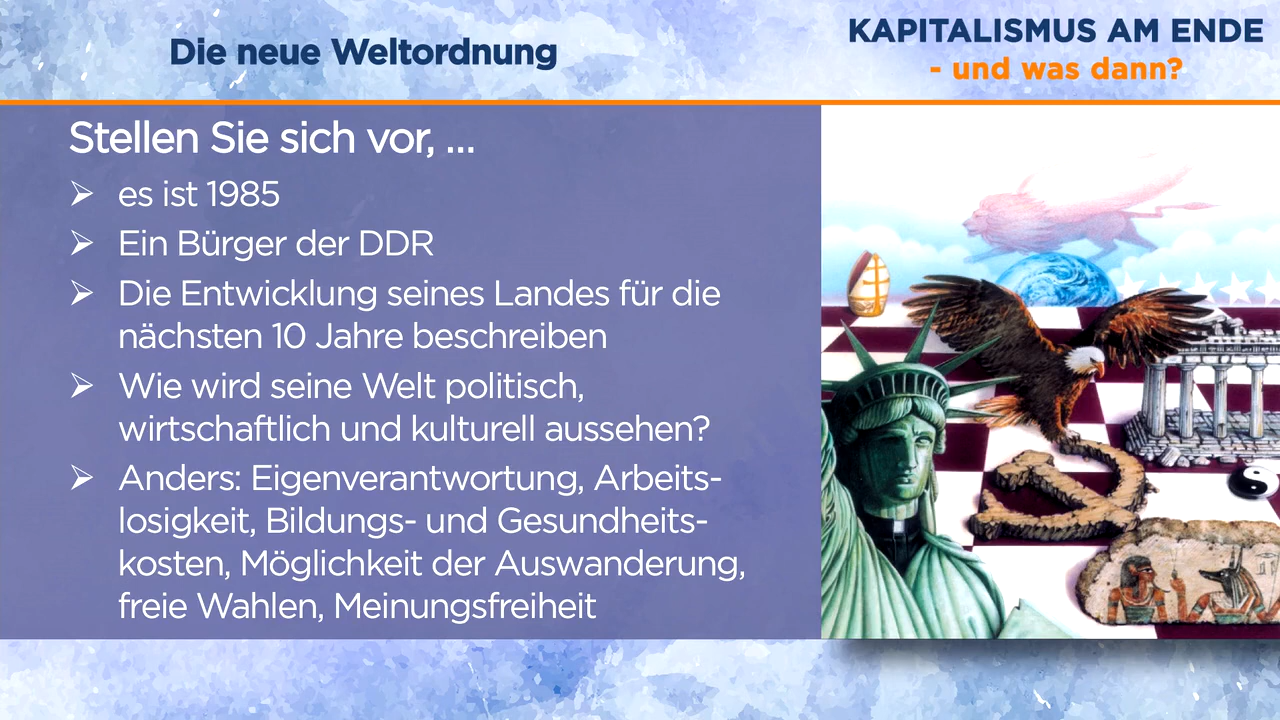 Die neue Weltordnung
KAPITALISMUS AM ENDE
- und was dann?
Stellen Sie sich vor, ...
➢ es ist 1985
➢ Ein Bürger der DDR
➢ Die Entwicklung seines Landes für die
nächsten 10 Jahre beschreiben
➢ Wie wird seine Welt politisch,
wirtschaftlich und kulturell aussehen?
➢ Anders: Eigenverantwortung, Arbeits-
losigkeit, Bildungs- und Gesundheits-
kosten, Möglichkeit der Auswanderung,
freie Wahlen, Meinungsfreiheit